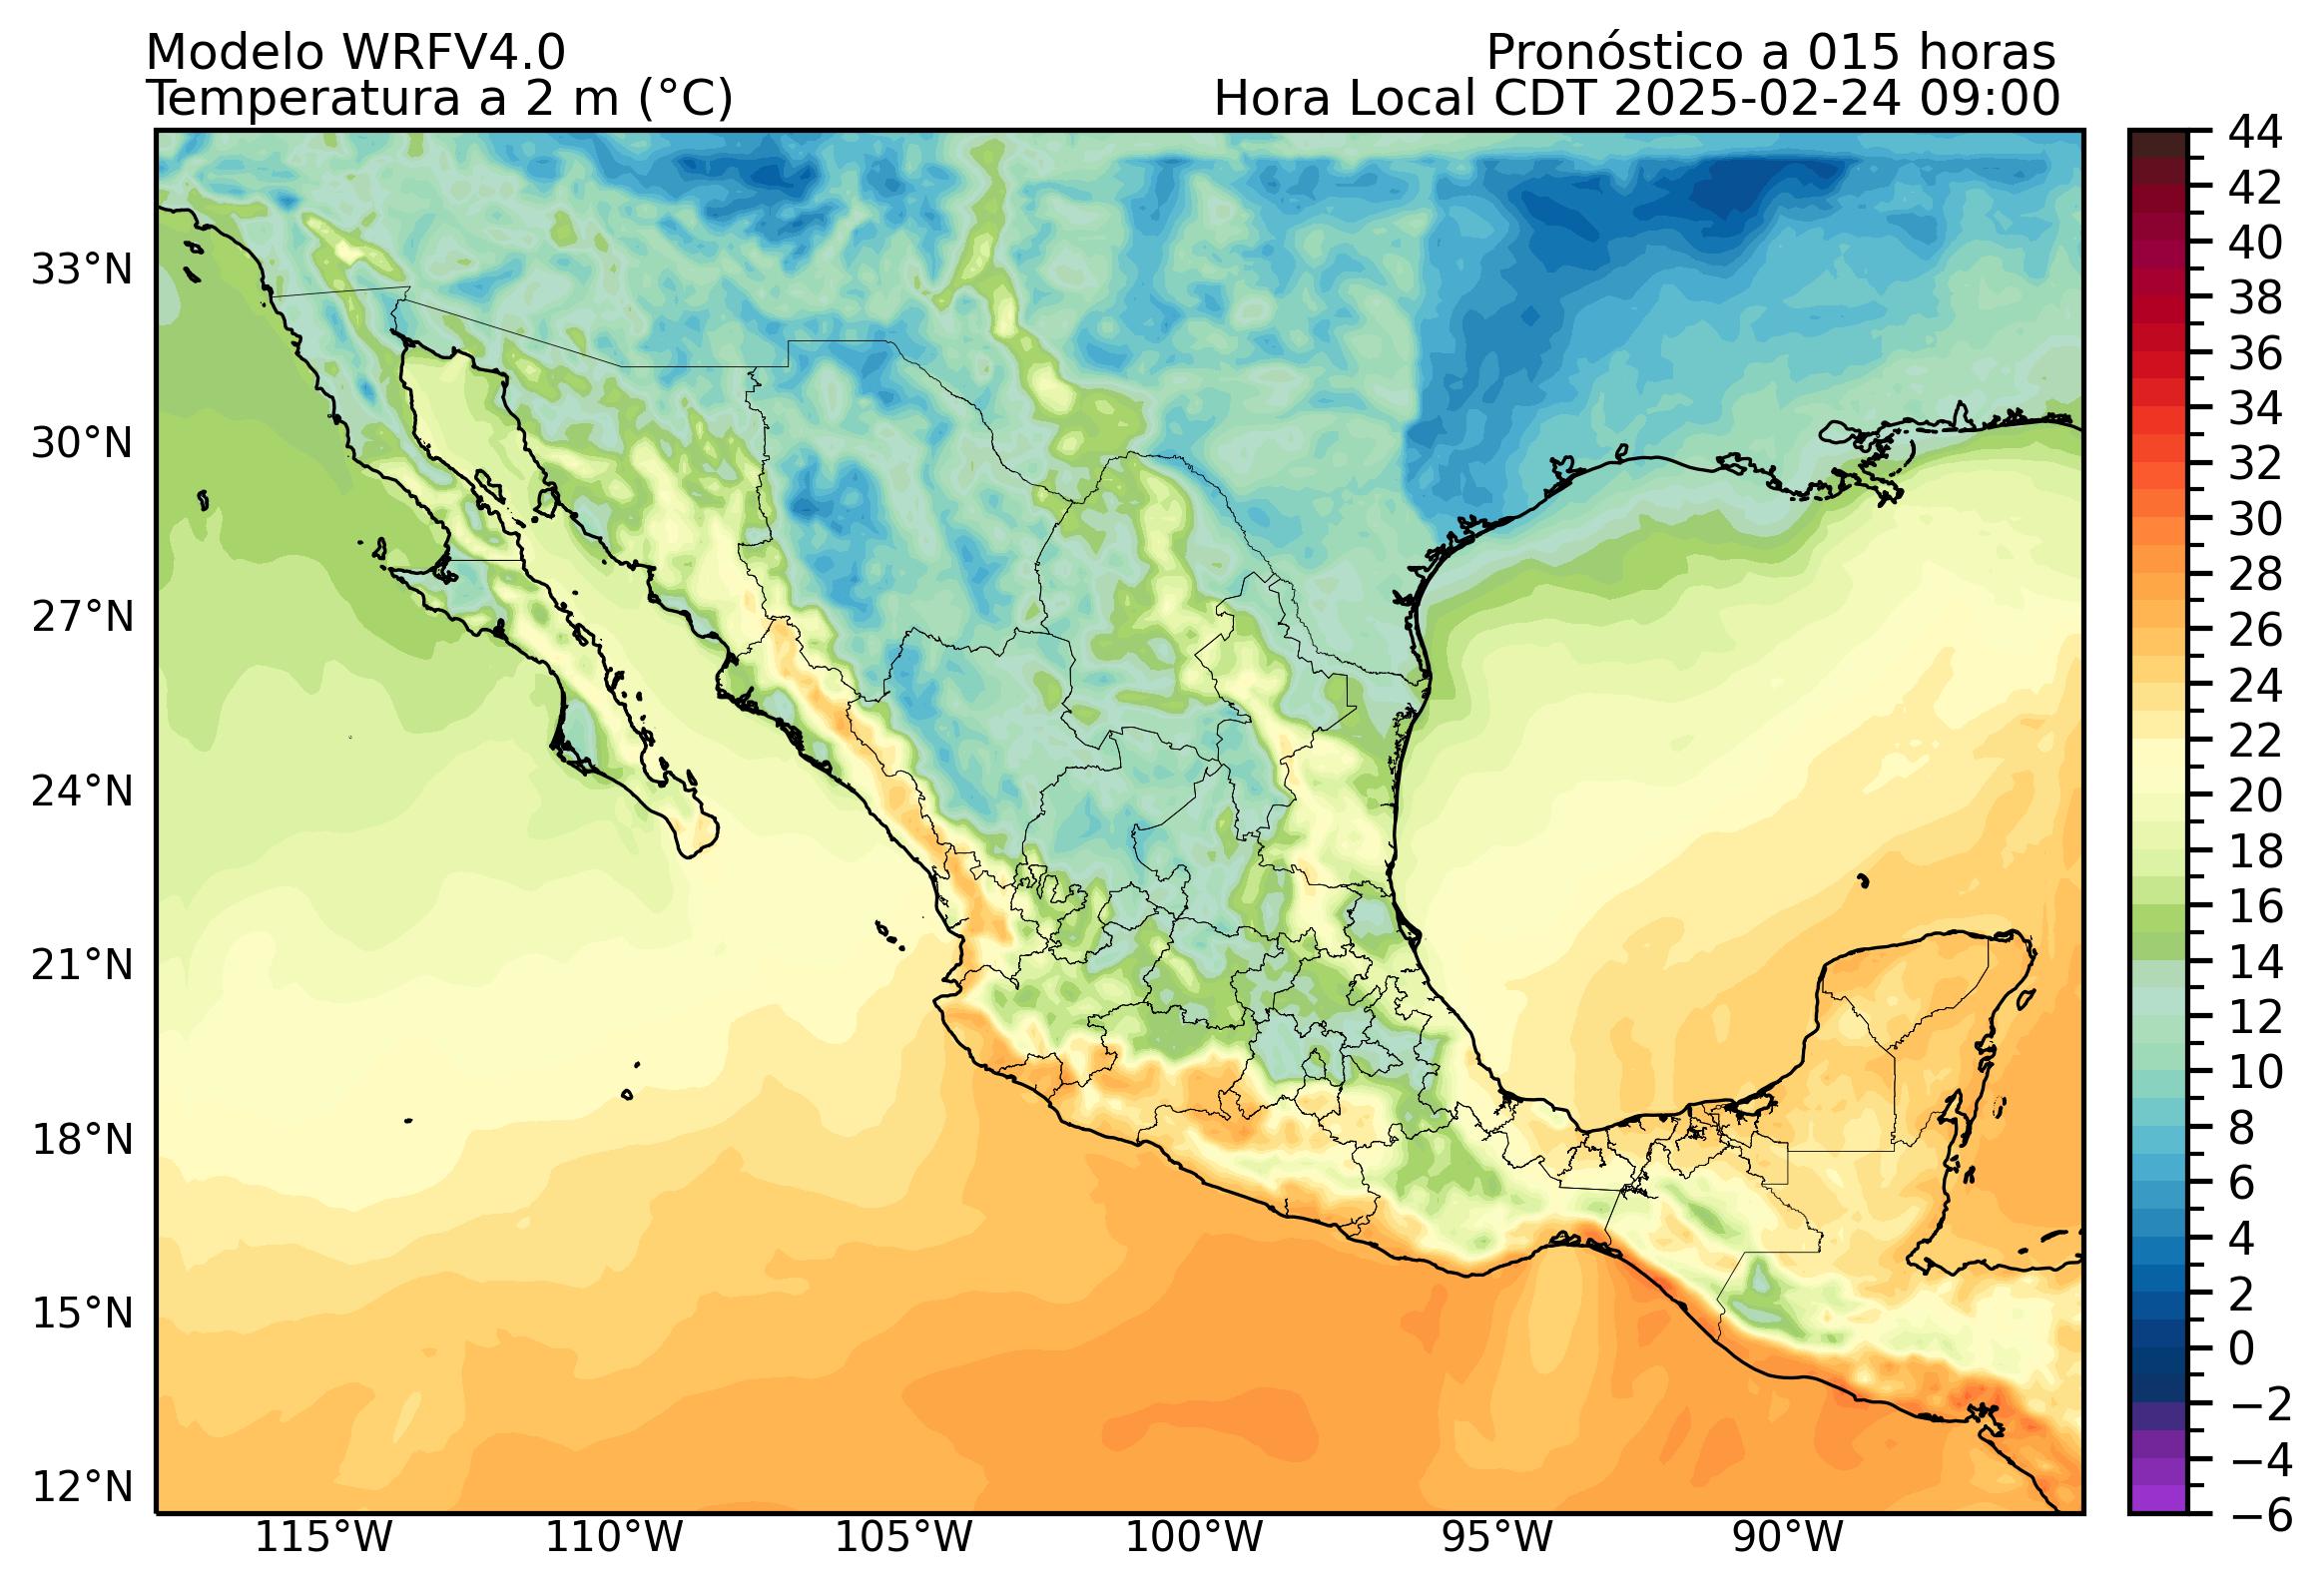 Modelo WRFV4.0
Pronóstico a 015 horas
Temperatura a 2 m (°C)
Hora Local CDT 2025-02-24 09:00
33°N
30°N
27°N
24°N
21°N
18°N
15°N
12°N
115°W
110°W
105°W
100°W
95°W
90°W
44
42
40
38
36
34
32
30
28
26
24
22
20
18
16
14
12
10
8
6
4
2
0
−2
−4
−6